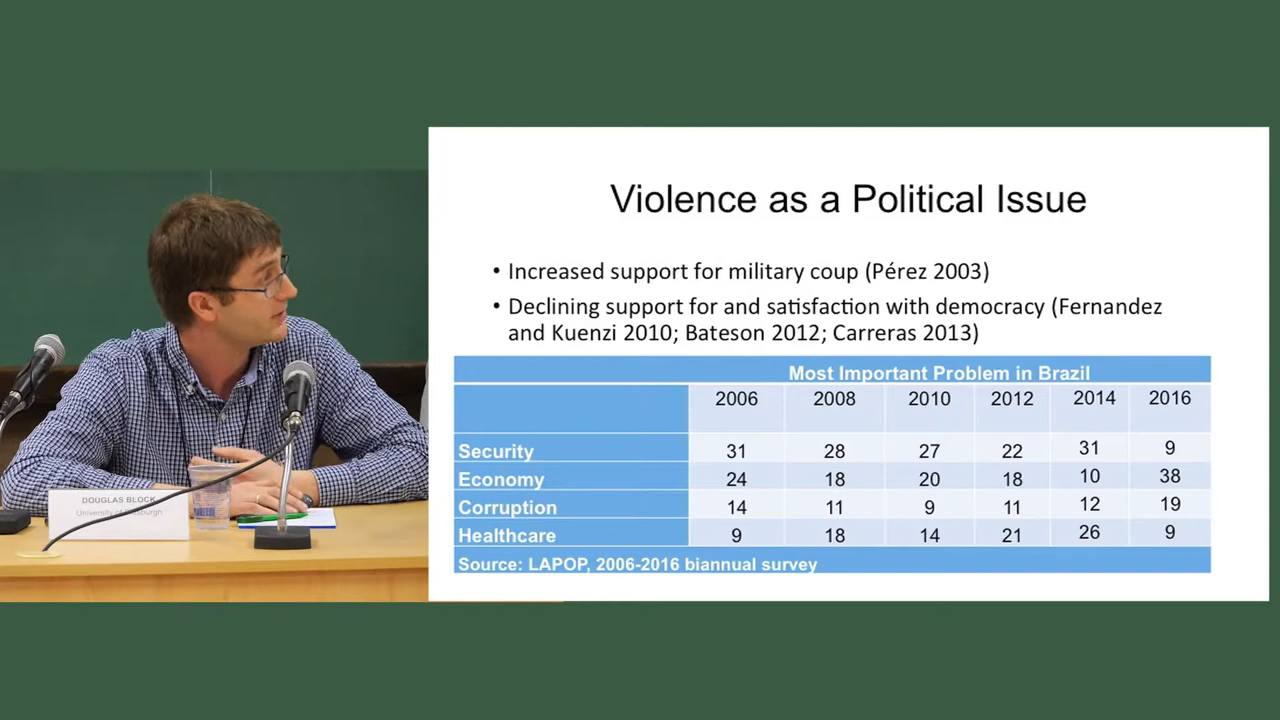 Violence as a Political Issue
• Increased support for military coup (Pérez 2003)
• Declining support for and satisfaction with democracy (Fernandez
and Kuenzi 2010; Bateson 2012; Carreras 2013)
Most Important Problem in Brazil
2006 2008 2010 2012 2014 2016
Security 31 28 27 22 31 9
Economy 24 18 20 18 10 38
Corruption 14 11 9 11 12 19
Healthcare 9 18 14 21 26 9
Source: LAPOP, 2006-2016 biannual survey
DOUGLAS BLOCK
University of